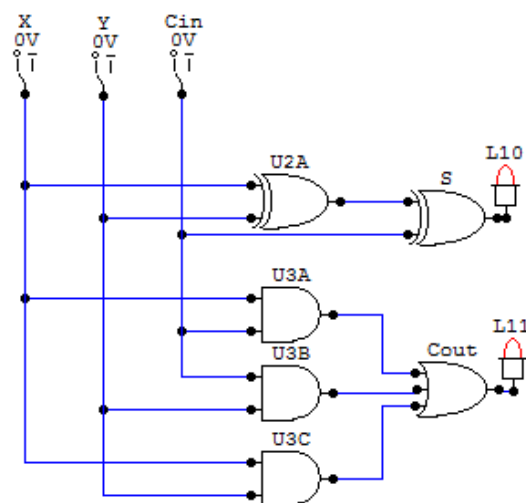 X Y Cin
0V 0V 0V
U2A
L10
S
U3A
L11
U3B
Cout
U3C